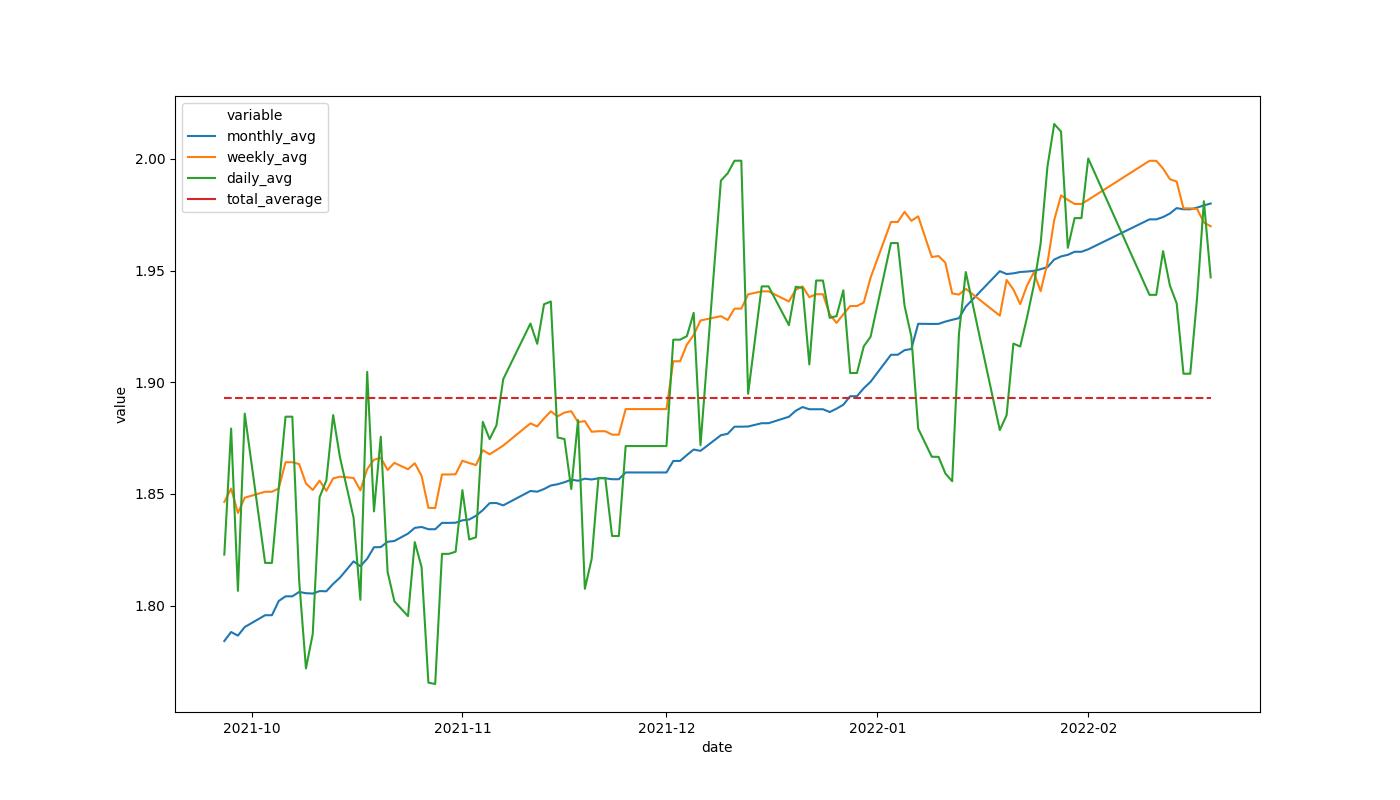 variable
monthly_avg
weekly_avg
daily_avg
total_average
2.00
1.95
1.90
1.85
1.80
value
2021-10 2021-11 2021-12 2022-01 2022-02
date